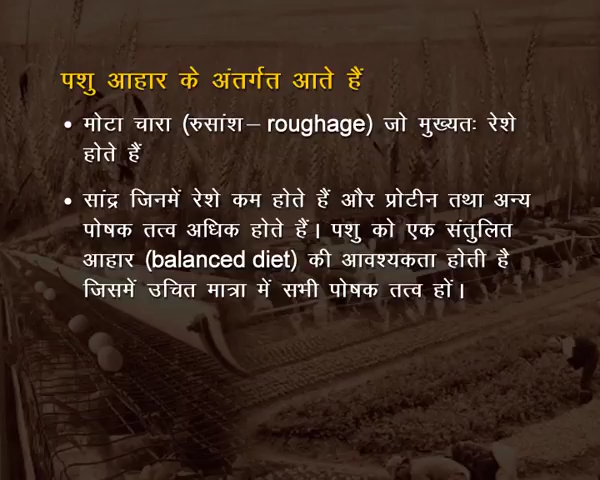 पशु आहार के अंतर्गत आते हैं
• मोटा चारा (रुसांश– roughage) जो मुख्यतः रेशे
होते हैं
• सांद्र जिनमें रेशे कम होते हैं और प्रोटीन तथा अन्य
पोषक तत्व अधिक होते हैं। पशु को एक संतुलित
आहार (balanced diet) की आवश्यकता होती है
जिसमें उचित मात्रा में सभी पोषक तत्व हों।